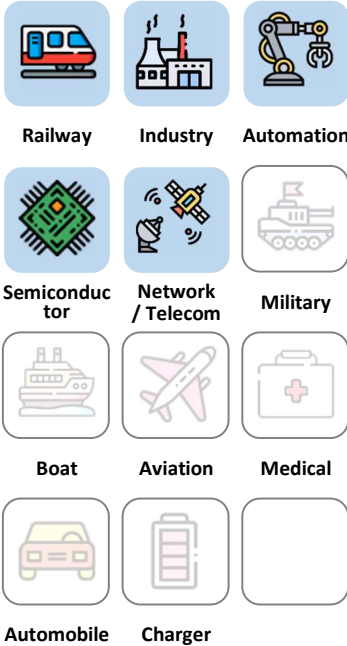 Railway
Industry
Automation
Semiconduc
tor
Network
/ Telecom
Military
Boat
Aviation
Medical
Automobile
Charger